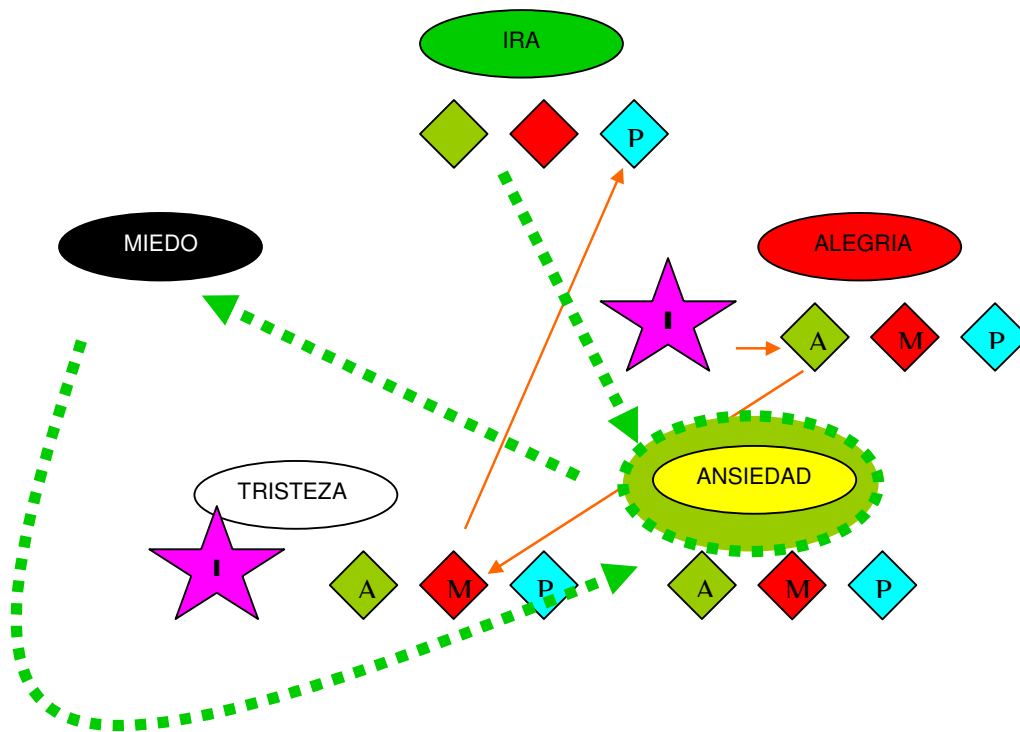 IRA
P
MIEDO
ALEGRIA
I
A M P
ANSIEDAD
TRISTEZA
I
A M P
A M P